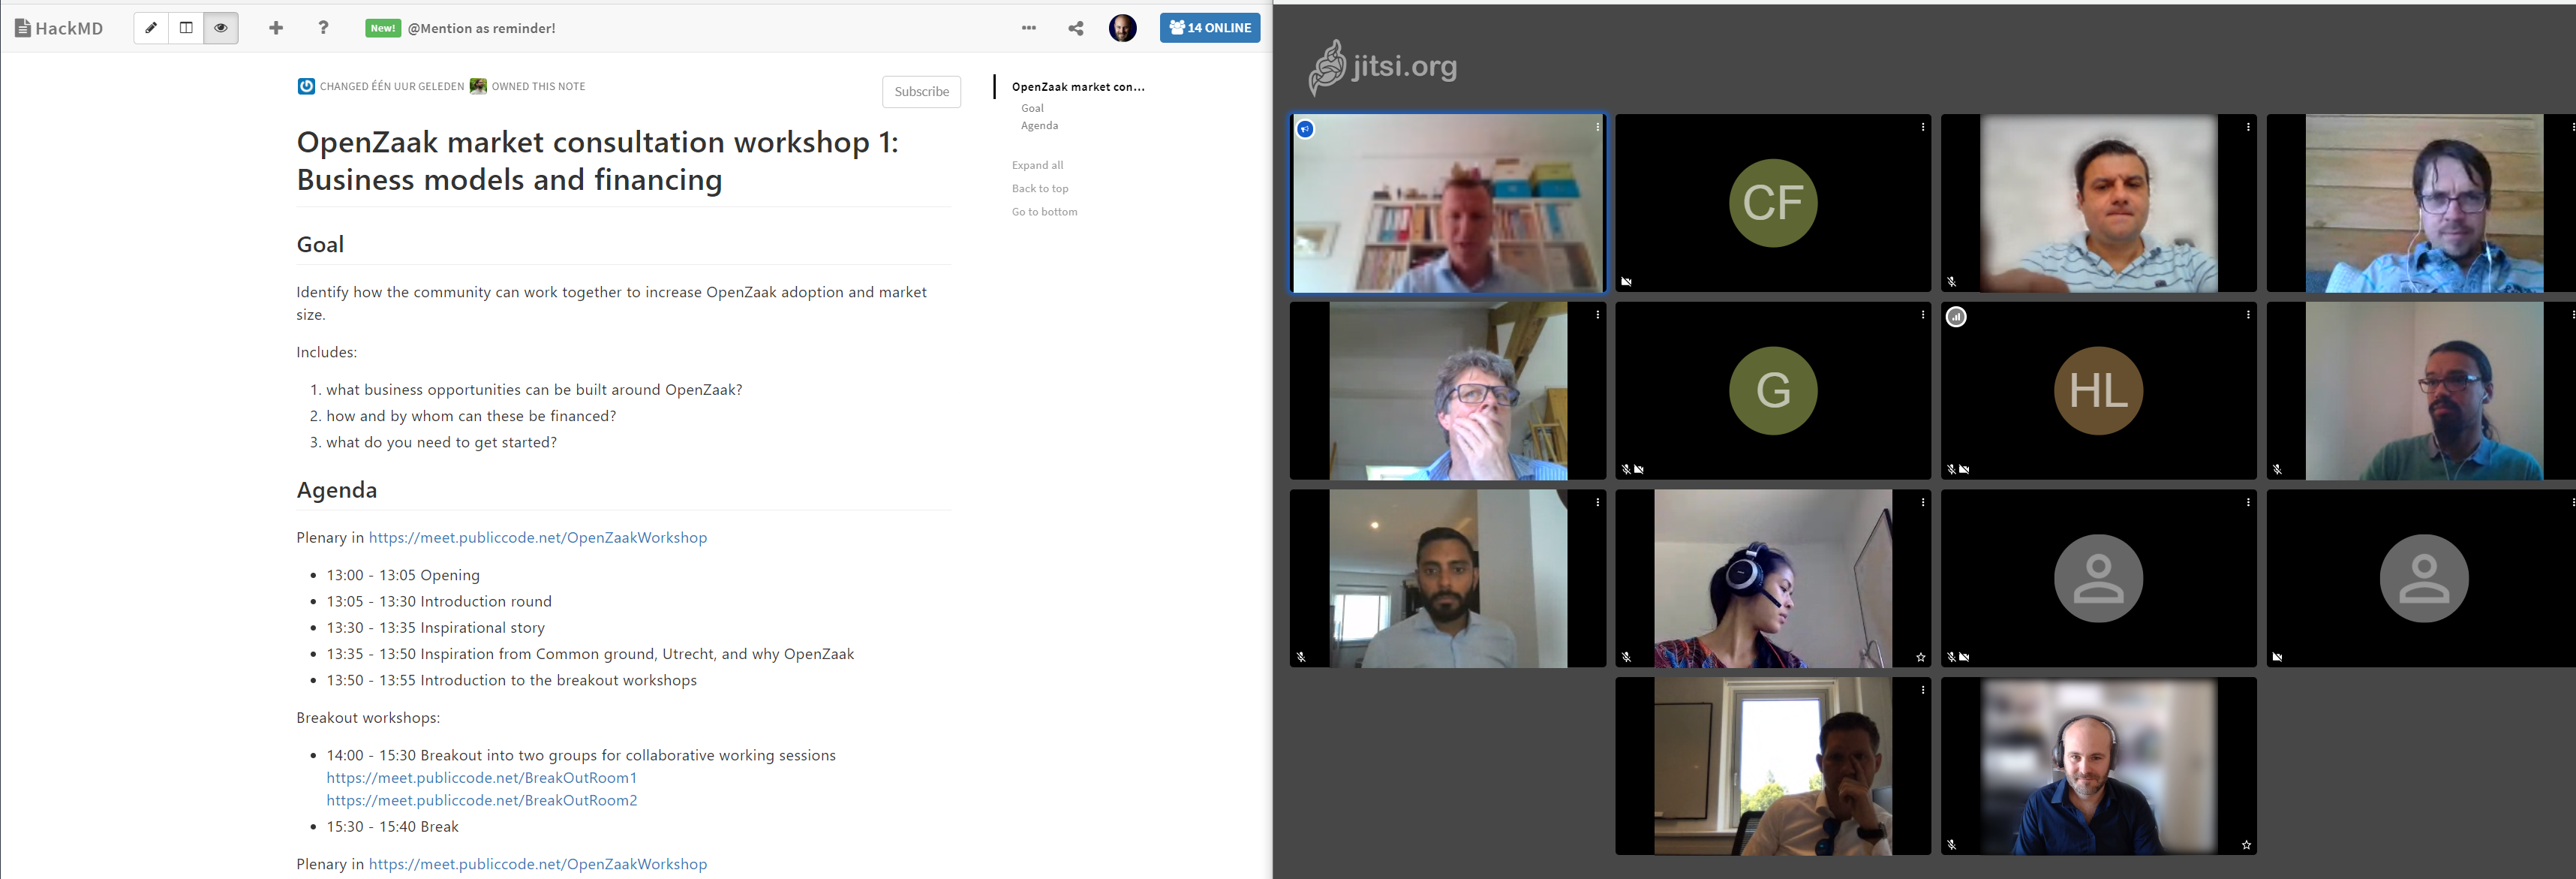 HackMD
New! @Mention as reminder!
14 ONLINE
CHANGED ÉÉN UUR GELEDEN OWNED THIS NOTE
Subscribe
OpenZaak market consultation workshop 1:
Business models and financing
Goal
Identify how the community can work together to increase OpenZaak adoption and market
size.
Includes:
1. what business opportunities can be built around OpenZaak?
2. how and by whom can these be financed?
3. what do you need to get started?
Agenda
Plenary in https://meet.publiccode.net/OpenZaakWorkshop
• 13:00 - 13:05 Opening
• 13:05 - 13:30 Introduction round
• 13:30 - 13:35 Inspirational story
• 13:35 - 13:50 Inspiration from Common ground, Utrecht, and why OpenZaak
• 13:50 - 13:55 Introduction to the breakout workshops
Breakout workshops:
• 14:00 - 15:30 Breakout into two groups for collaborative working sessions
https://meet.publiccode.net/BreakOutRoom1
https://meet.publiccode.net/BreakOutRoom2
• 15:30 - 15:40 Break
Plenary in https://meet.publiccode.net/OpenZaakWorkshop
OpenZaak market con...
Goal
Agenda
Expand all
Back to top
Go to bottom
jitsi.org
CF
G
HL